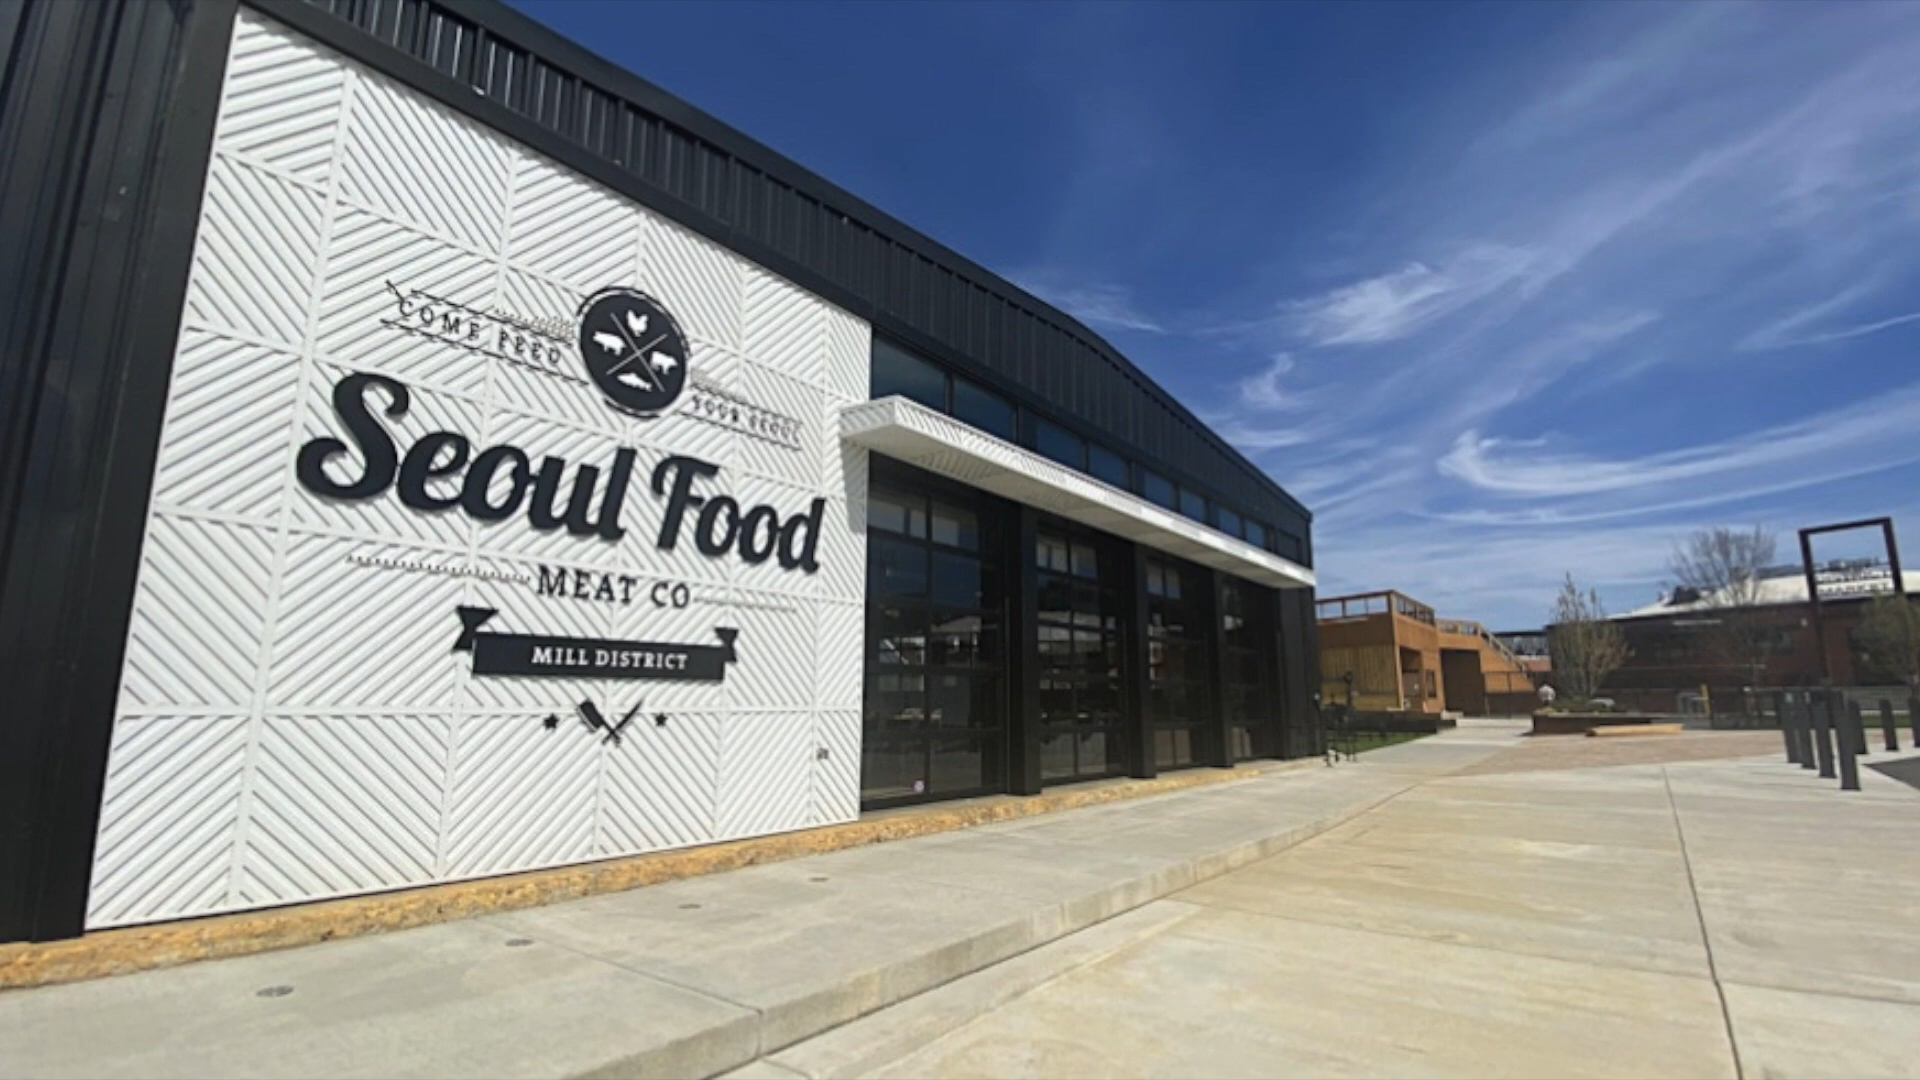 COME FEED
YOUR SEOUL
Seoul Food
MEAT CO
MILL DISTRICT